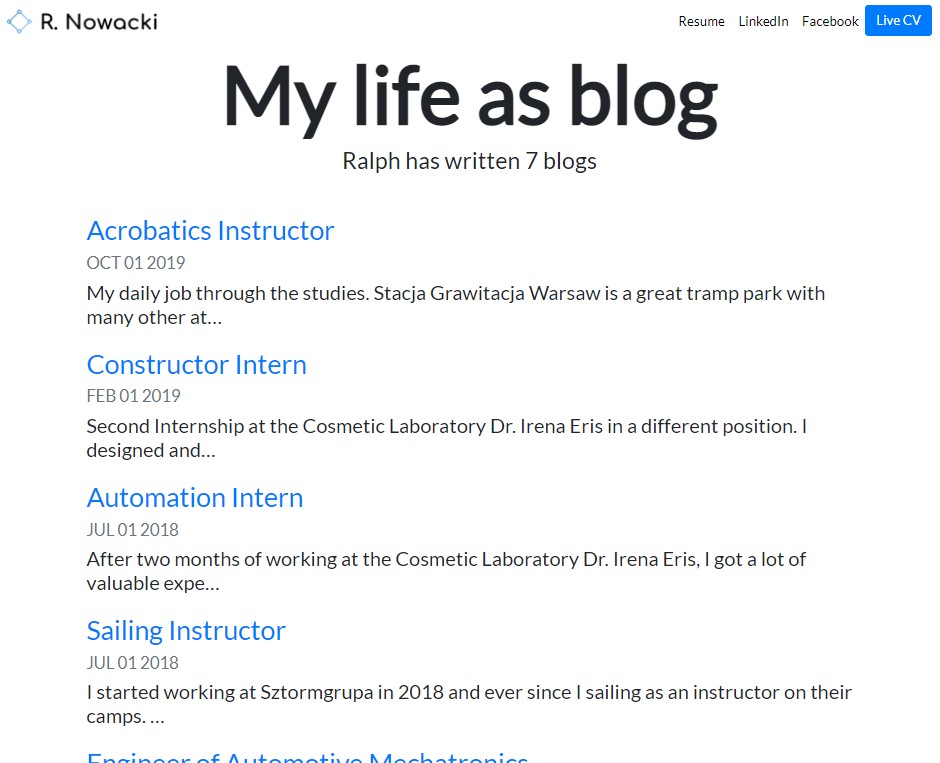 R. Nowacki
Resume LinkedIn Facebook Live CV
My life as blog
Ralph has written 7 blogs
Acrobatics Instructor
OCT 01 2019
My daily job through the studies. Stacja Grawitacja Warsaw is a great tramp park with
many other at...
Constructor Intern
FEB 01 2019
Second Internship at the Cosmetic Laboratory Dr. Irena Eris in a different position. I
designed and...
Automation Intern
JUL 01 2018
After two months of working at the Cosmetic Laboratory Dr. Irena Eris, I got a lot of
valuable expe...
Sailing Instructor
JUL 01 2018
I started working at Sztormgrupa in 2018 and ever since I sailing as an instructor on their
camps. ...
Engineer of Automotive Mechatronics